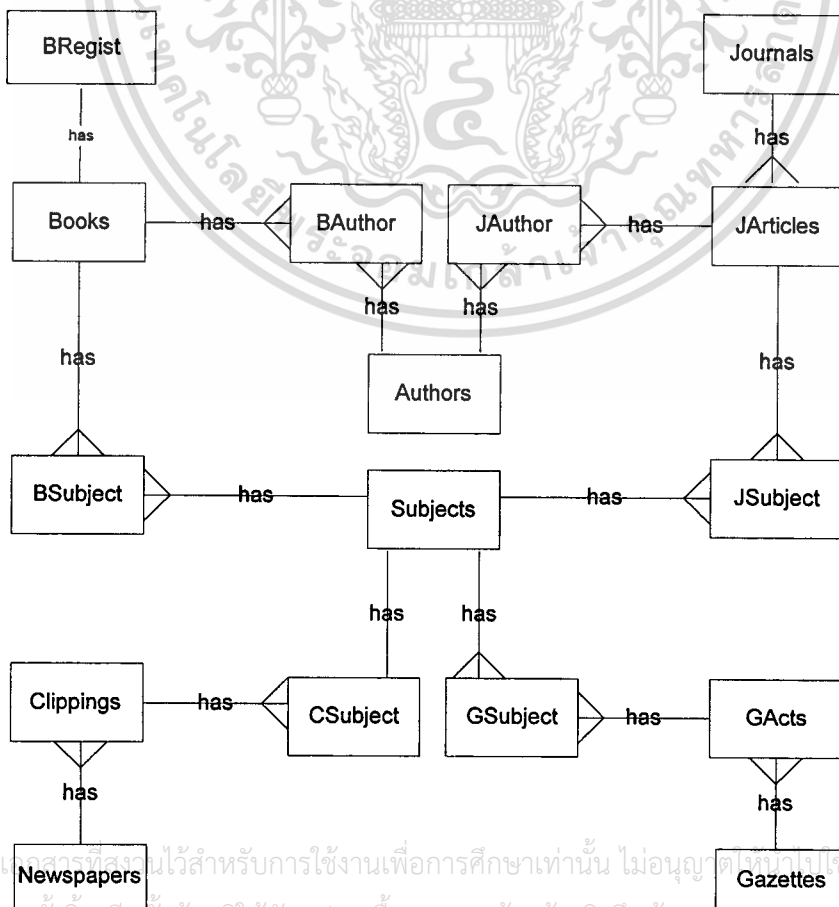 BRegist
Journals
has
has
Books
has
BAuthor
JAuthor
has
JArticles
has
has
has
has
Authors
BSubject
has
Subjects
has
JSubject
has
has
Clippings
has
CSubject
GSubject
has
GActs
has
has
Newspapers
Gazettes
เอกสารที่สงวนไว้สำหรับการใช้งานเพื่อการศึกษาเท่านั้น ไม่อนุญาตให้นำไปใช้